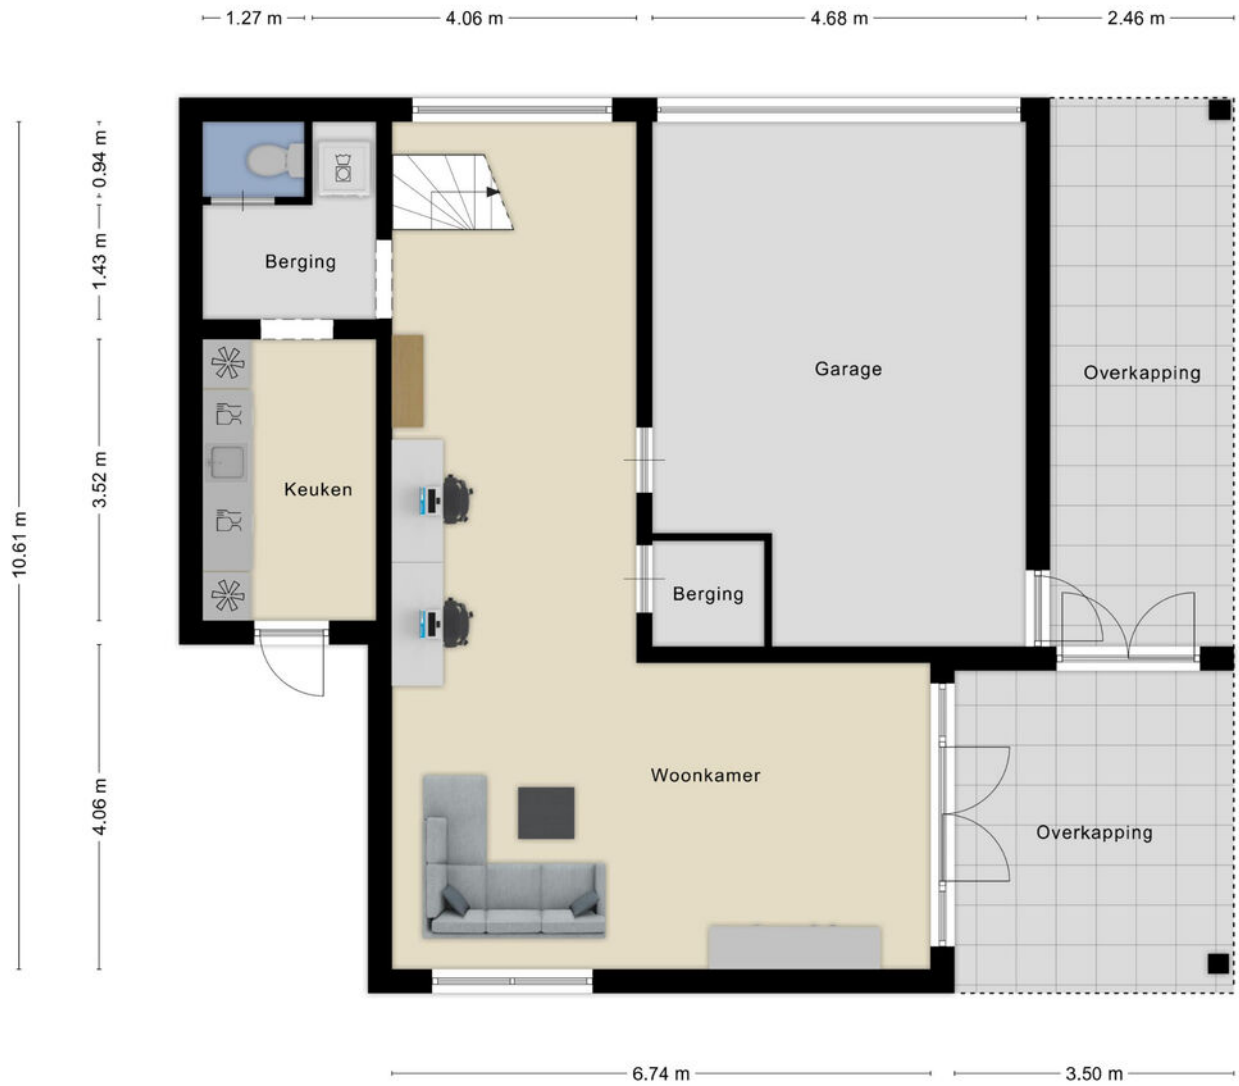 1.27 m
4.06 m
4.68 m
2.46 m
0.94 m
1.43 m
3.52 m
10.61 m
4.06 m
Berging
Garage
Overkapping
Keuken
Berging
Woonkamer
Overkapping
6.74 m
3.50 m